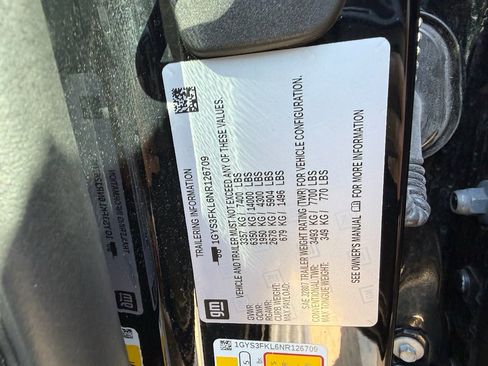 TRAILERING INFORMATION
1GYS3FKL6NR126709
VEHICLE AND TRAILER MUST NOT EXCEED ANY OF THESE VALUES.
GVWR: 3357 KG / 7400 LBS
GCWR: 6350 KG / 14000 LBS
RGAWR: 1950 KG / 4300 LBS
CURB WEIGHT: 2678 KG / 5904 LBS
MAX PAYLOAD: 679 KG / 1496 LBS
SAE J2807 TRAILER WEIGHT RATING (TWR) FOR VEHICLE CONFIGURATION.
CONVENTIONAL TWR: 3493 KG / 7700 LBS
MAX TONGUE WEIGHT: 349 KG / 770 LBS
SEE OWNER'S MANUAL FOR MORE INFORMATION
gm
1GYS3FKL6NR126709
gm